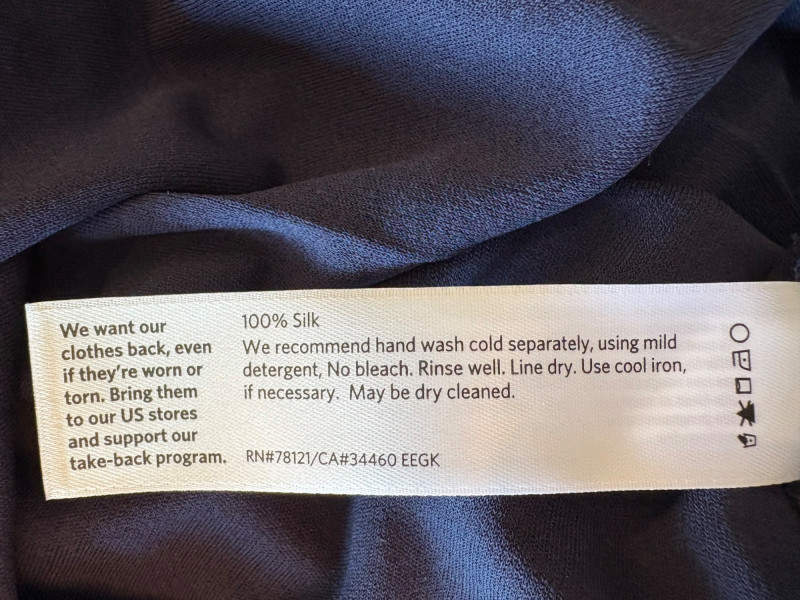 We want our
clothes back, even
if they're worn or
torn. Bring them
to our US stores
and support our
take-back program.
100% Silk
We recommend hand wash cold separately, using mild
detergent, No bleach. Rinse well. Line dry. Use cool iron,
if necessary.  May be dry cleaned.
RN#78121/CA#34460 EEGK